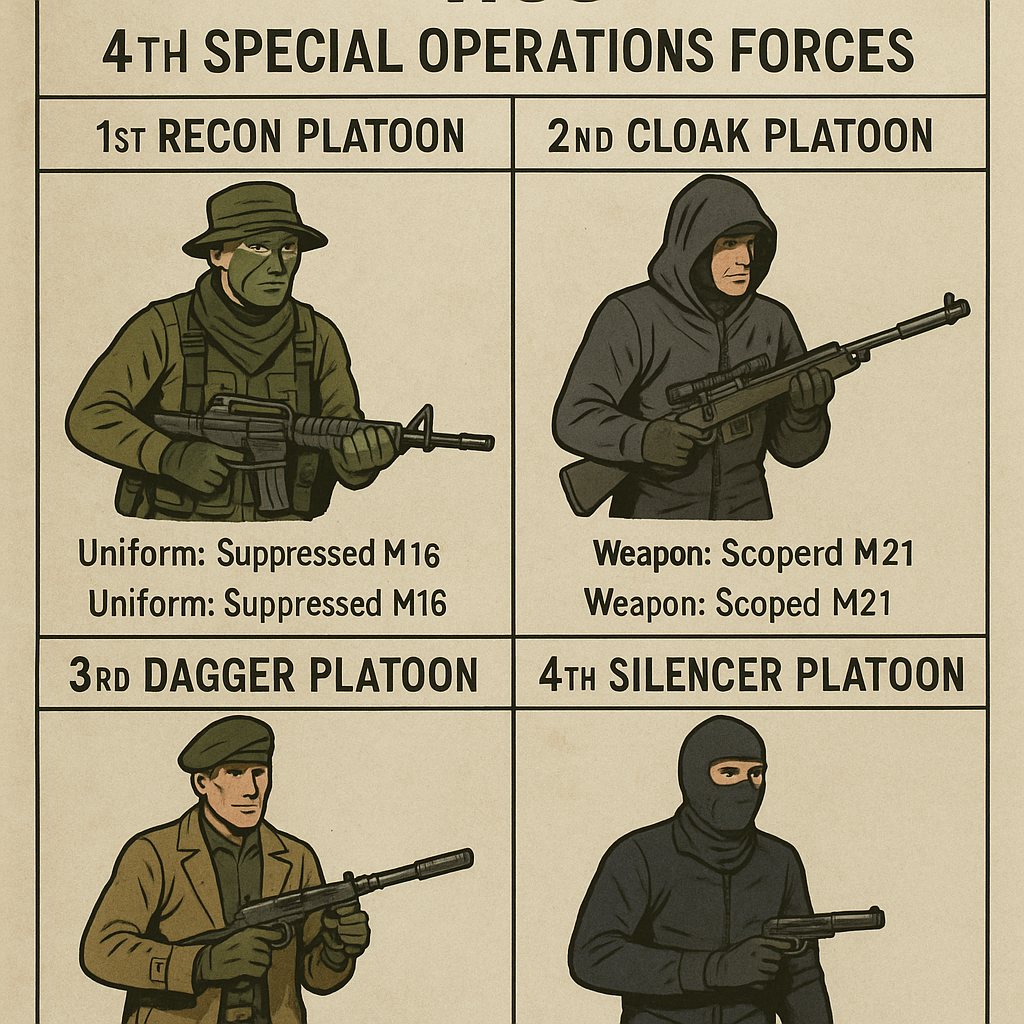 4TH SPECIAL OPERATIONS FORCES
1ST RECON PLATOON
2ND CLOAK PLATOON
Uniform: Suppressed M16
Uniform: Suppressed M16
Weapon: Scoperd M21
Weapon: Scoped M21
3RD DAGGER PLATOON
4TH SILENCER PLATOON